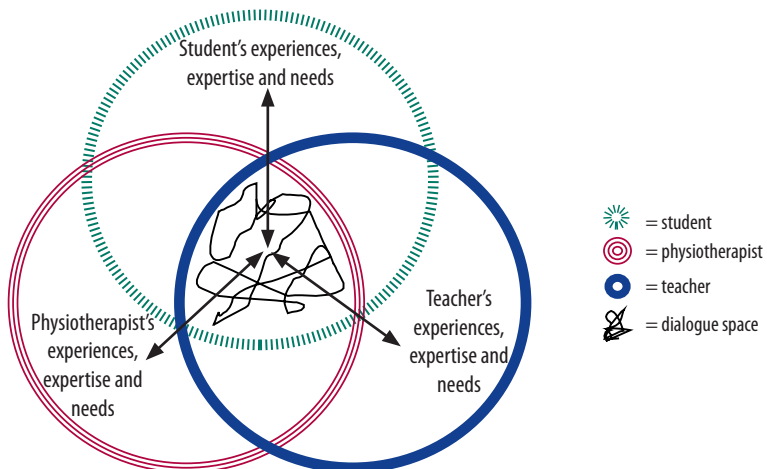 Student’s experiences,
expertise and needs
Physiotherapist’s
experiences,
expertise and
needs
Teacher’s
experiences,
expertise and
needs
= student
= physiotherapist
= teacher
= dialogue space